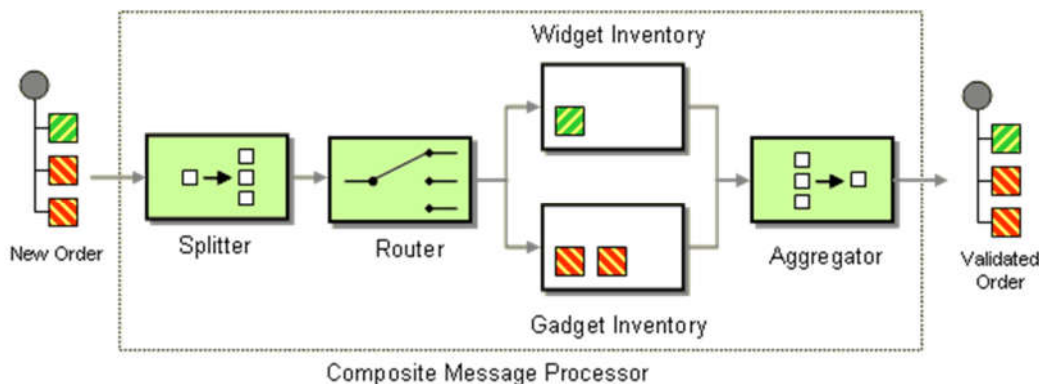 Widget Inventory
New Order
Splitter
Router
Gadget Inventory
Aggregator
Validated
Order
Composite Message Processor